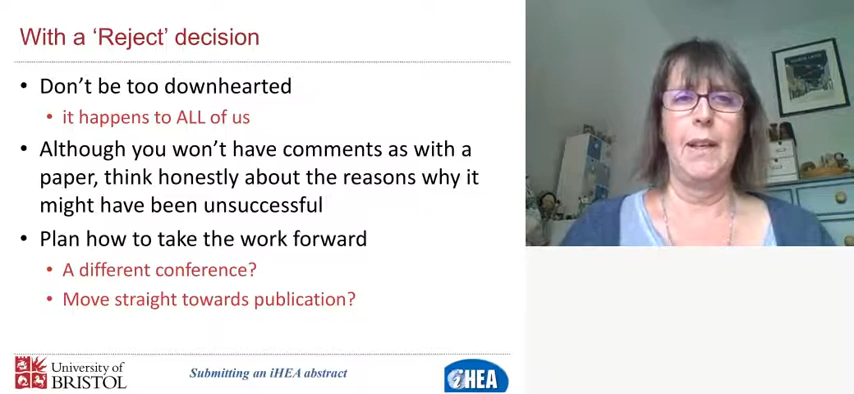 With a ‘Reject’ decision
• Don’t be too downhearted
• it happens to ALL of us
• Although you won’t have comments as with a
paper, think honestly about the reasons why it
might have been unsuccessful
• Plan how to take the work forward
• A different conference?
• Move straight towards publication?
University of
BRISTOL
Submitting an iHEA abstract
iHEA